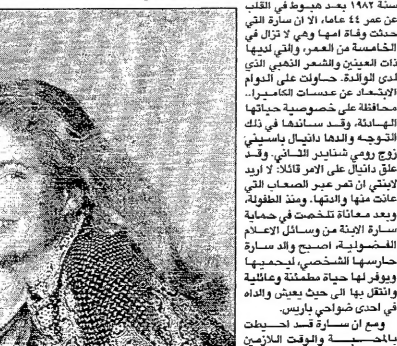 سنة ١٩٨٢ بعد هبوط في القلب
عن عمر ٤٤ عاما، الا ان سارة التي
حدثت وفاة امها وهي لا تزال في
الخامسة من العمر، والتي لديها
ذات العينين والشعر الذهبي الذي
لدى الوالدة. حاولت على الدوام
الابتعاد عن عدسات الكاميرا..
محافظة على خصوصية حياتها
الهادئة، وقد ساندها في ذلك
التوجه والدها دانيال باسيني
زوج رومي شنايدر الثاني. وقد
علق دانيال على الامر قائلا: لا اريد
لابنتي ان تمر عبر الصعاب التي
عانت منها والدتها. ومنذ الطفولة،
وبعد معاناة تلخصت في حماية
سارة الابنة من وسائل الاعلام
الفضولية، اصبح والد سارة
حارسها الشخصي، ليحميها
ويوفر لها حياة مطمئنة وعائلية
وانتقل بها الى حيث يعيش والداه
في احدى ضواحي باريس.
ومع ان سارة قد احيطت
بالمحبة والوقت اللازمين